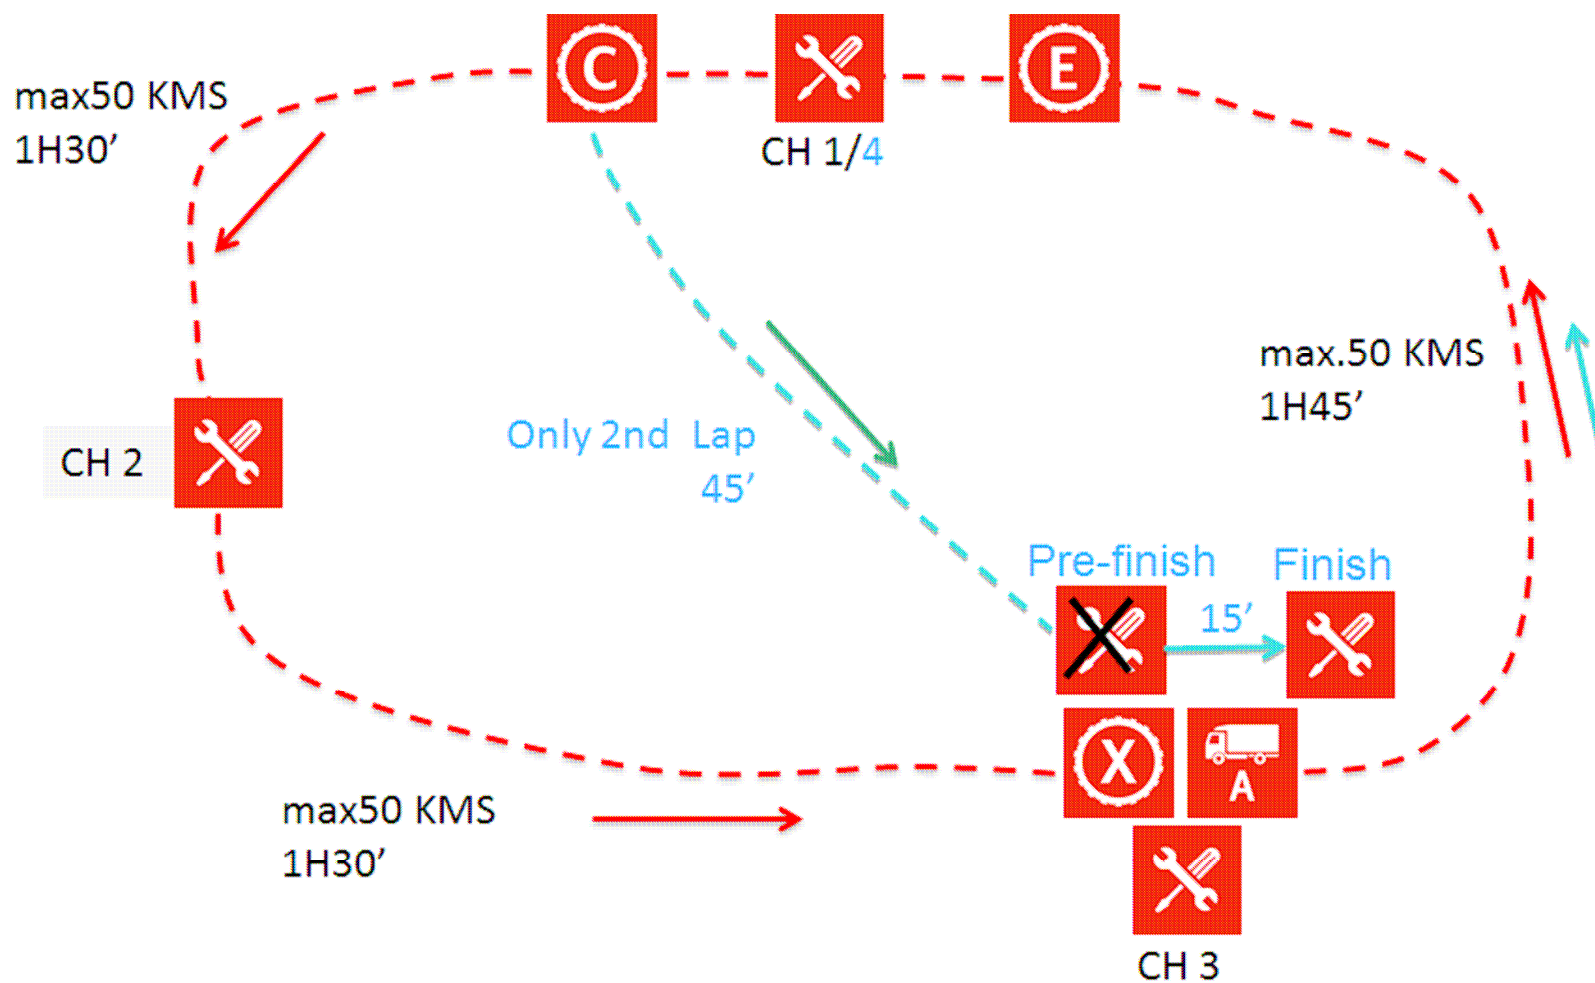 C
E
max50 KMS
1H30’
CH 1/4
max.50 KMS
1H45’
Only 2nd Lap
45’
CH 2
Pre-finish
Finish
15’
X
A
max50 KMS
1H30’
CH 3